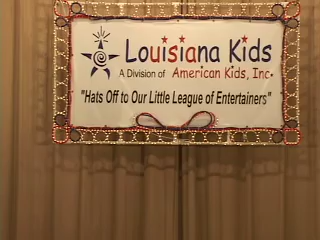 Louisiana Kids
A Division of American Kids, Inc.
"Hats Off to Our Little League of Entertainers"